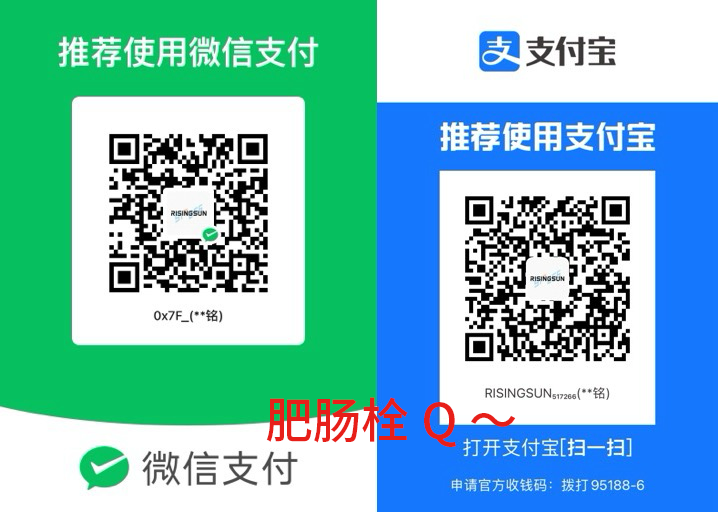 推荐使用微信支付
RISINGSUN
0x7F_(**铭)
微信支付
支 支付宝
推荐使用支付宝
RISINGSUN
RISINGSUN₅₁₇₂₆₆(**铭)
肥肠栓 Q ～
打开支付宝[扫一扫]
申请官方收钱码：拨打 95188-6